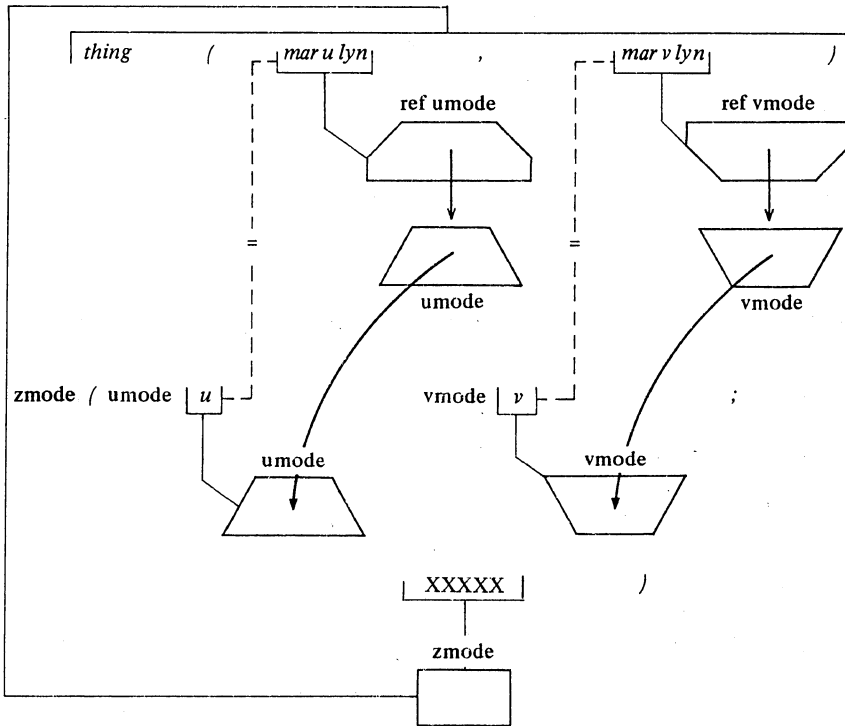 thing ( mar u lyn , mar v lyn )
ref umode ref vmode
= =
umode vmode
zmode ( umode u vmode v ;
umode vmode
XXXXX )
zmode